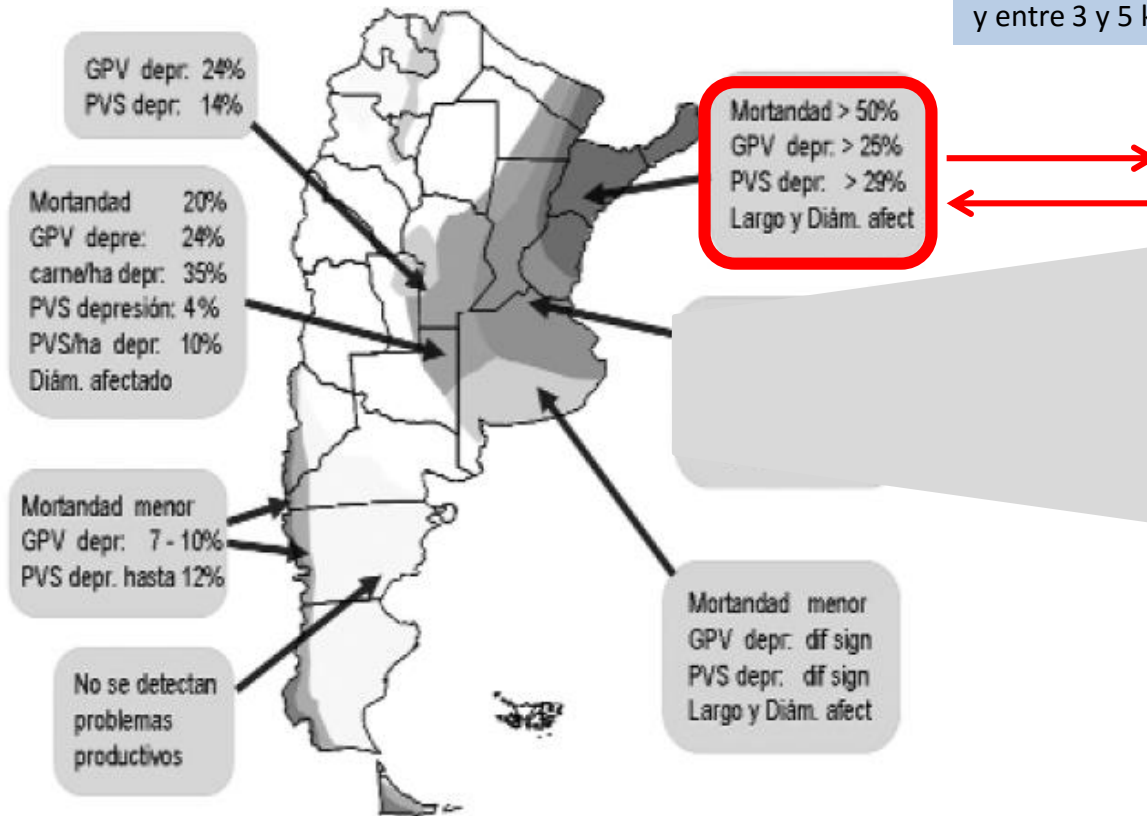 y entre 3 y 5
GPV depr: 24%
PVS depr: 14%
Mortandad > 50%
GPV depr: > 25%
PVS depr: > 29%
Largo y Diám. afect
Mortandad 20%
GPV depre: 24%
carne/ha depr: 35%
PVS depresión: 4%
PVS/ha depr: 10%
Diám. afectado
Mortandad menor
GPV depr: 7 - 10%
PVS depr. hasta 12%
Mortandad menor
GPV depr: dif sign
PVS depr: dif sign
Largo y Diám. afect
No se detectan
problemas
productivos